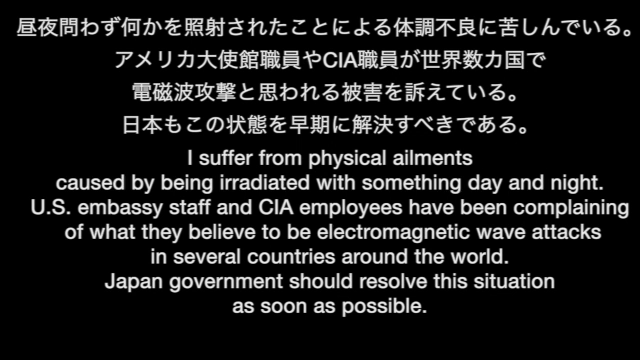 昼夜問わず何かを照射されたことによる体調不良に苦しんでいる。
アメリカ大使館職員やCIA職員が世界数カ国で
電磁波攻撃と思われる被害を訴えている。
日本もこの状態を早期に解決すべきである。
I suffer from physical ailments
caused by being irradiated with something day and night.
U.S. embassy staff and CIA employees have been complaining
of what they believe to be electromagnetic wave attacks
in several countries around the world.
Japan government should resolve this situation
as soon as possible.